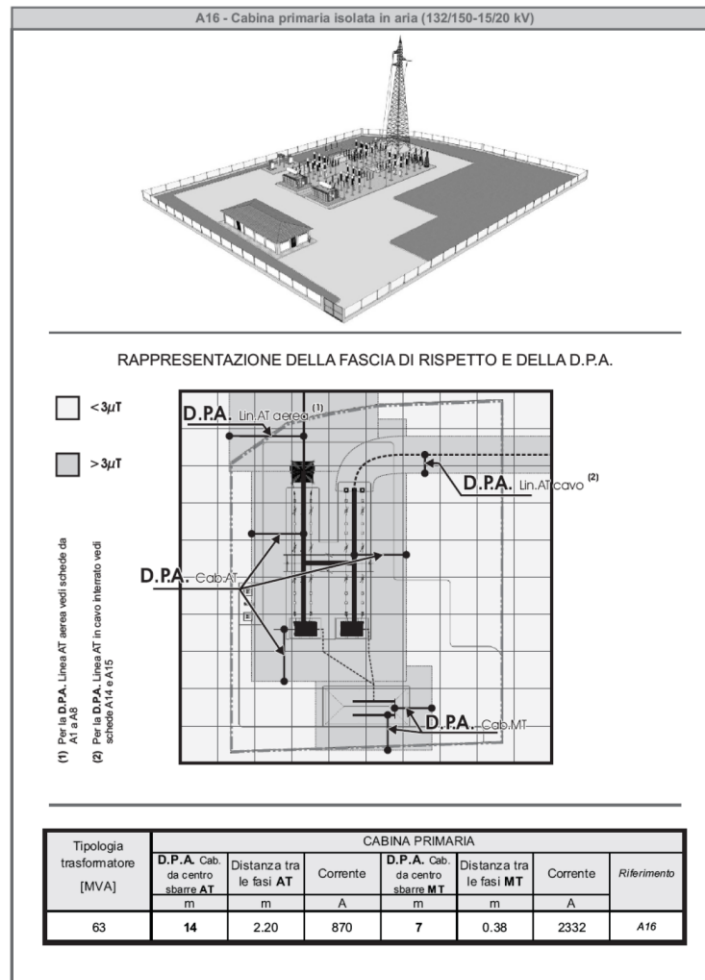 A16 - Cabina primaria isolata in aria (132/150-15/20 kV)
RAPPRESENTAZIONE DELLA FASCIA DI RISPETTO E DELLA D.P.A.
<3μT
>3μT
D.P.A. Lin.AT aerea (1)
D.P.A. Lin.AT cavo (2)
D.P.A. Cab.AT
D.P.A. Cab.MT
(1) Per la D.P.A. Linea AT aerea vedi schede da
A1 a A8
(2) Per la D.P.A. Linea AT in cavo interrato vedi
schede A14 e A15
Tipologia
trasformatore
[MVA]
CABINA PRIMARIA
D.P.A. Cab.
da centro
sbarre AT
Distanza tra
le fasi AT
Corrente
D.P.A. Cab.
da centro
sbarre MT
Distanza tra
le fasi MT
Corrente
Riferimento
m m A m m A
63 14 2.20 870 7 0.38 2332 A16